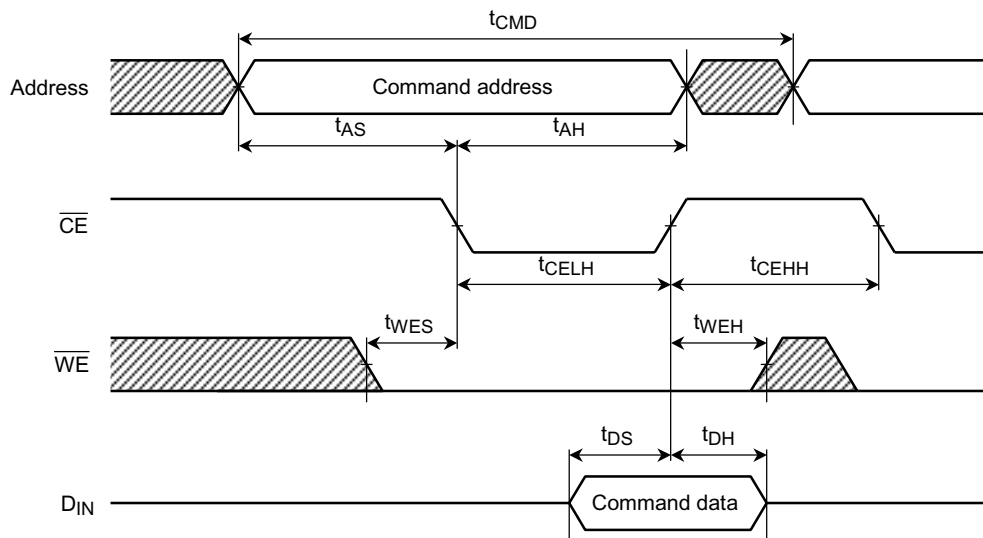 tCMD
Address
Command address
tAS
tAH
CE
tCELH
tCEHH
tWES
tWEH
WE
tDS
tDH
DIN
Command data